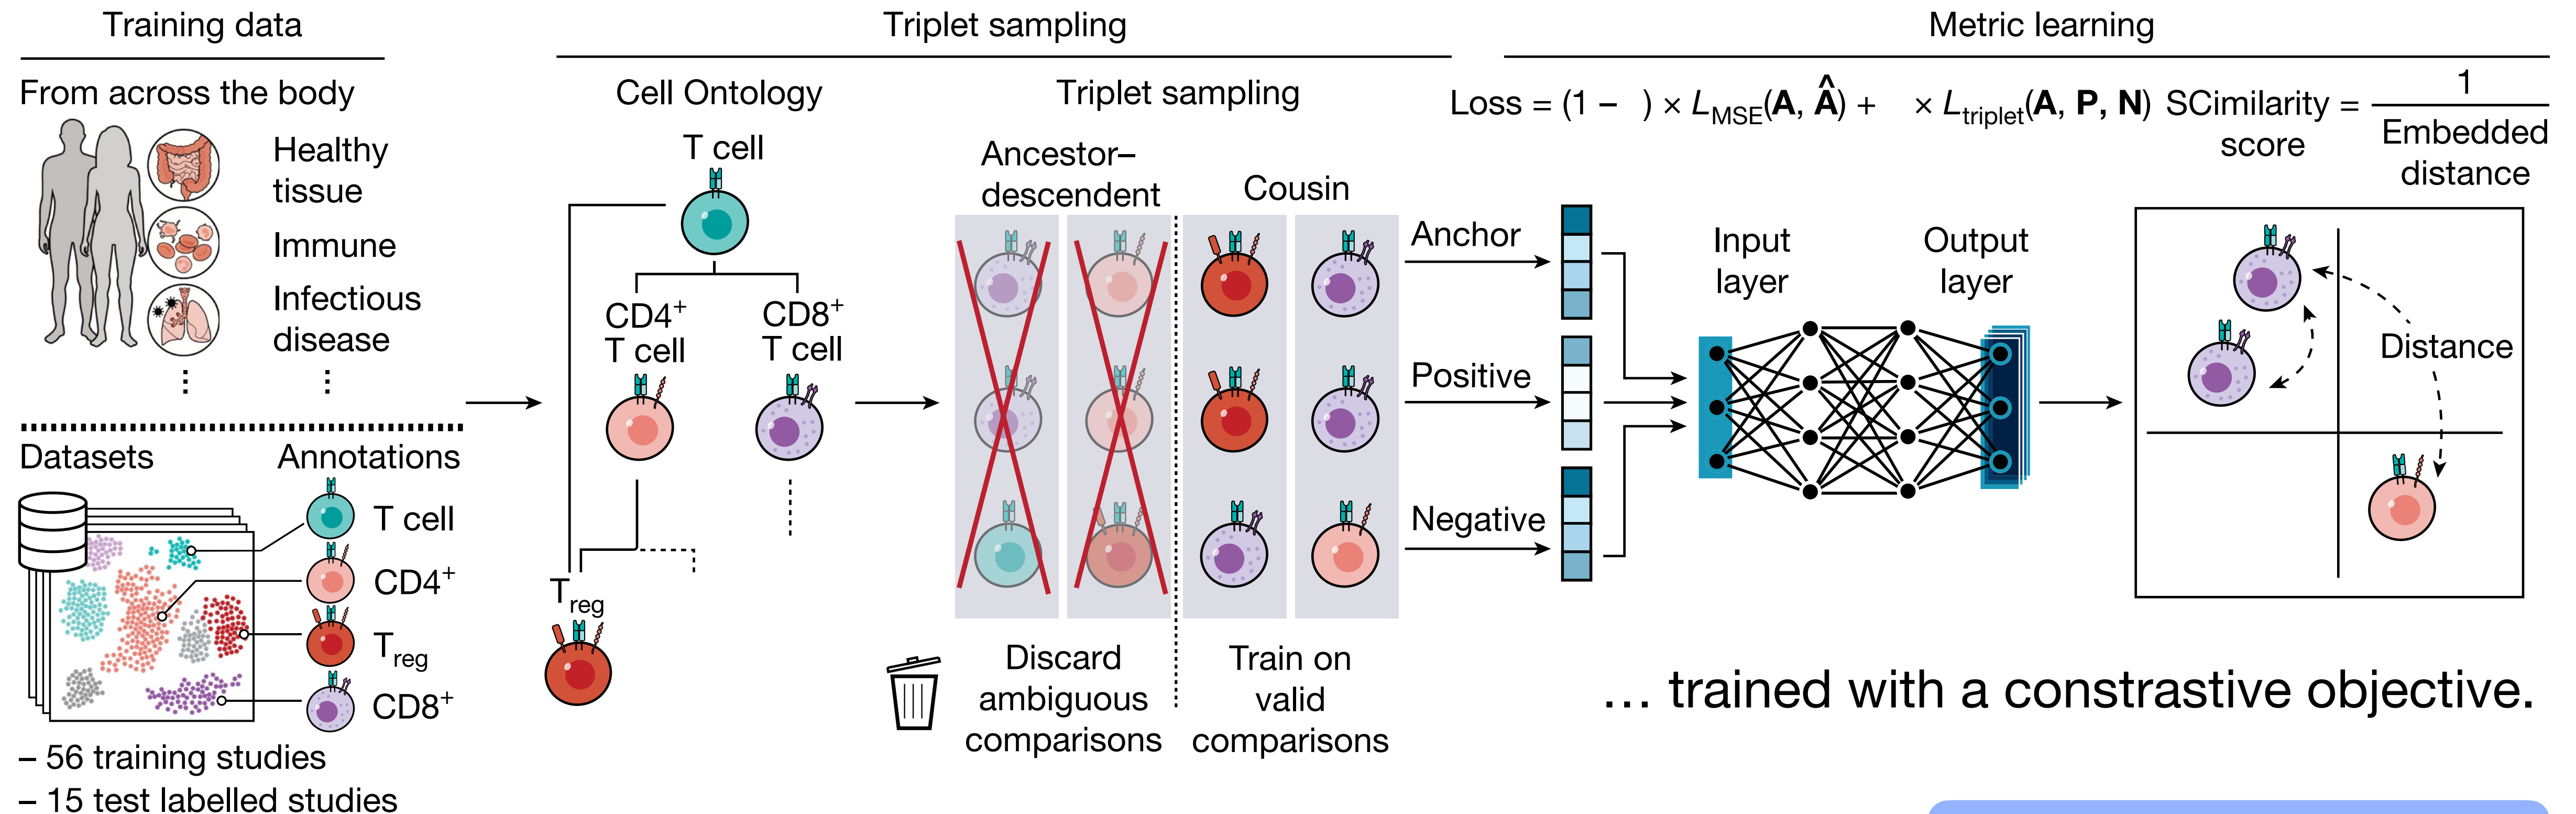 Training data
From across the body
Healthy
tissue
Immune
Infectious
disease
Datasets
Annotations
T cell
CD4+
Treg
CD8+
– 56 training studies
– 15 test labelled studies
Triplet sampling
Cell Ontology
T cell
CD4+
T cell
CD8+
T cell
Treg
Triplet sampling
Ancestor–
descendent
Cousin
Discard
ambiguous
comparisons
Train on
valid
comparisons
Anchor
Positive
Negative
Metric learning
Loss = (1 – ) × LMSE(A, Â) + × Ltriplet(A, P, N)
SCimilarity
score
=
1
Embedded
distance
Input
layer
Output
layer
Distance
… trained with a constrastive objective.